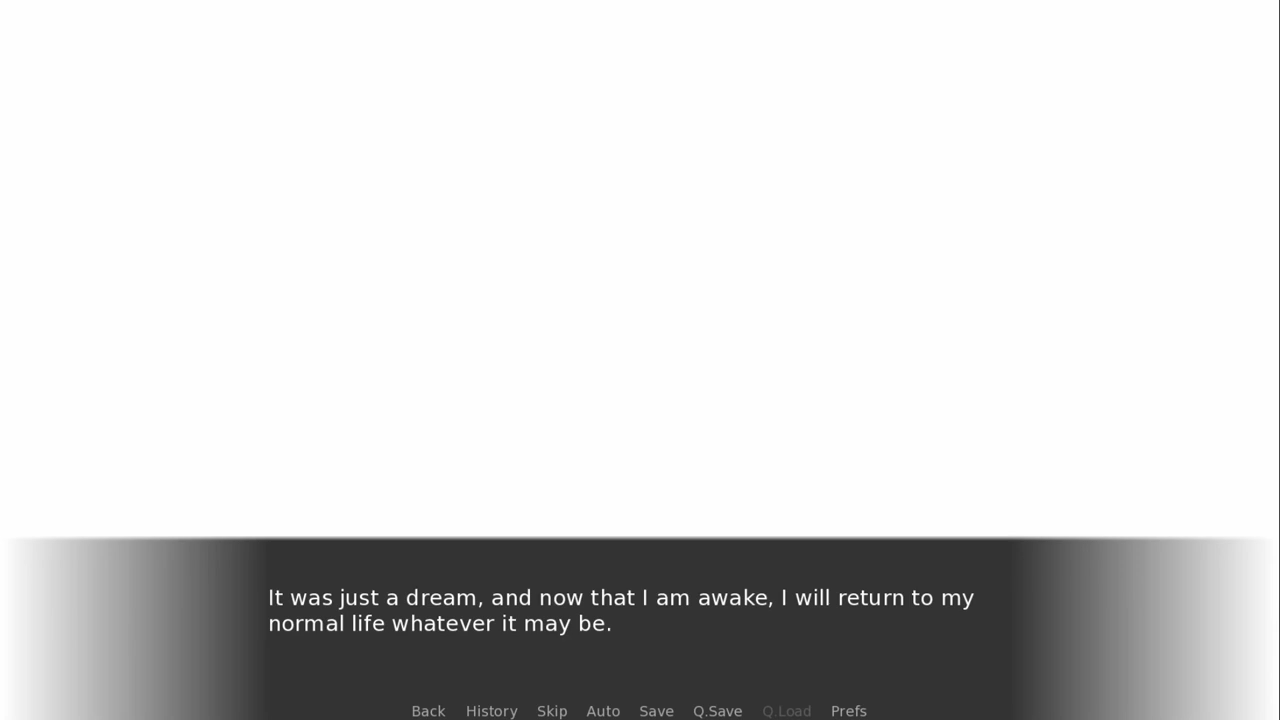 It was just a dream, and now that I am awake, I will return to my
normal life whatever it may be.
Back History Skip Auto Save Q.Save Q.Load Prefs